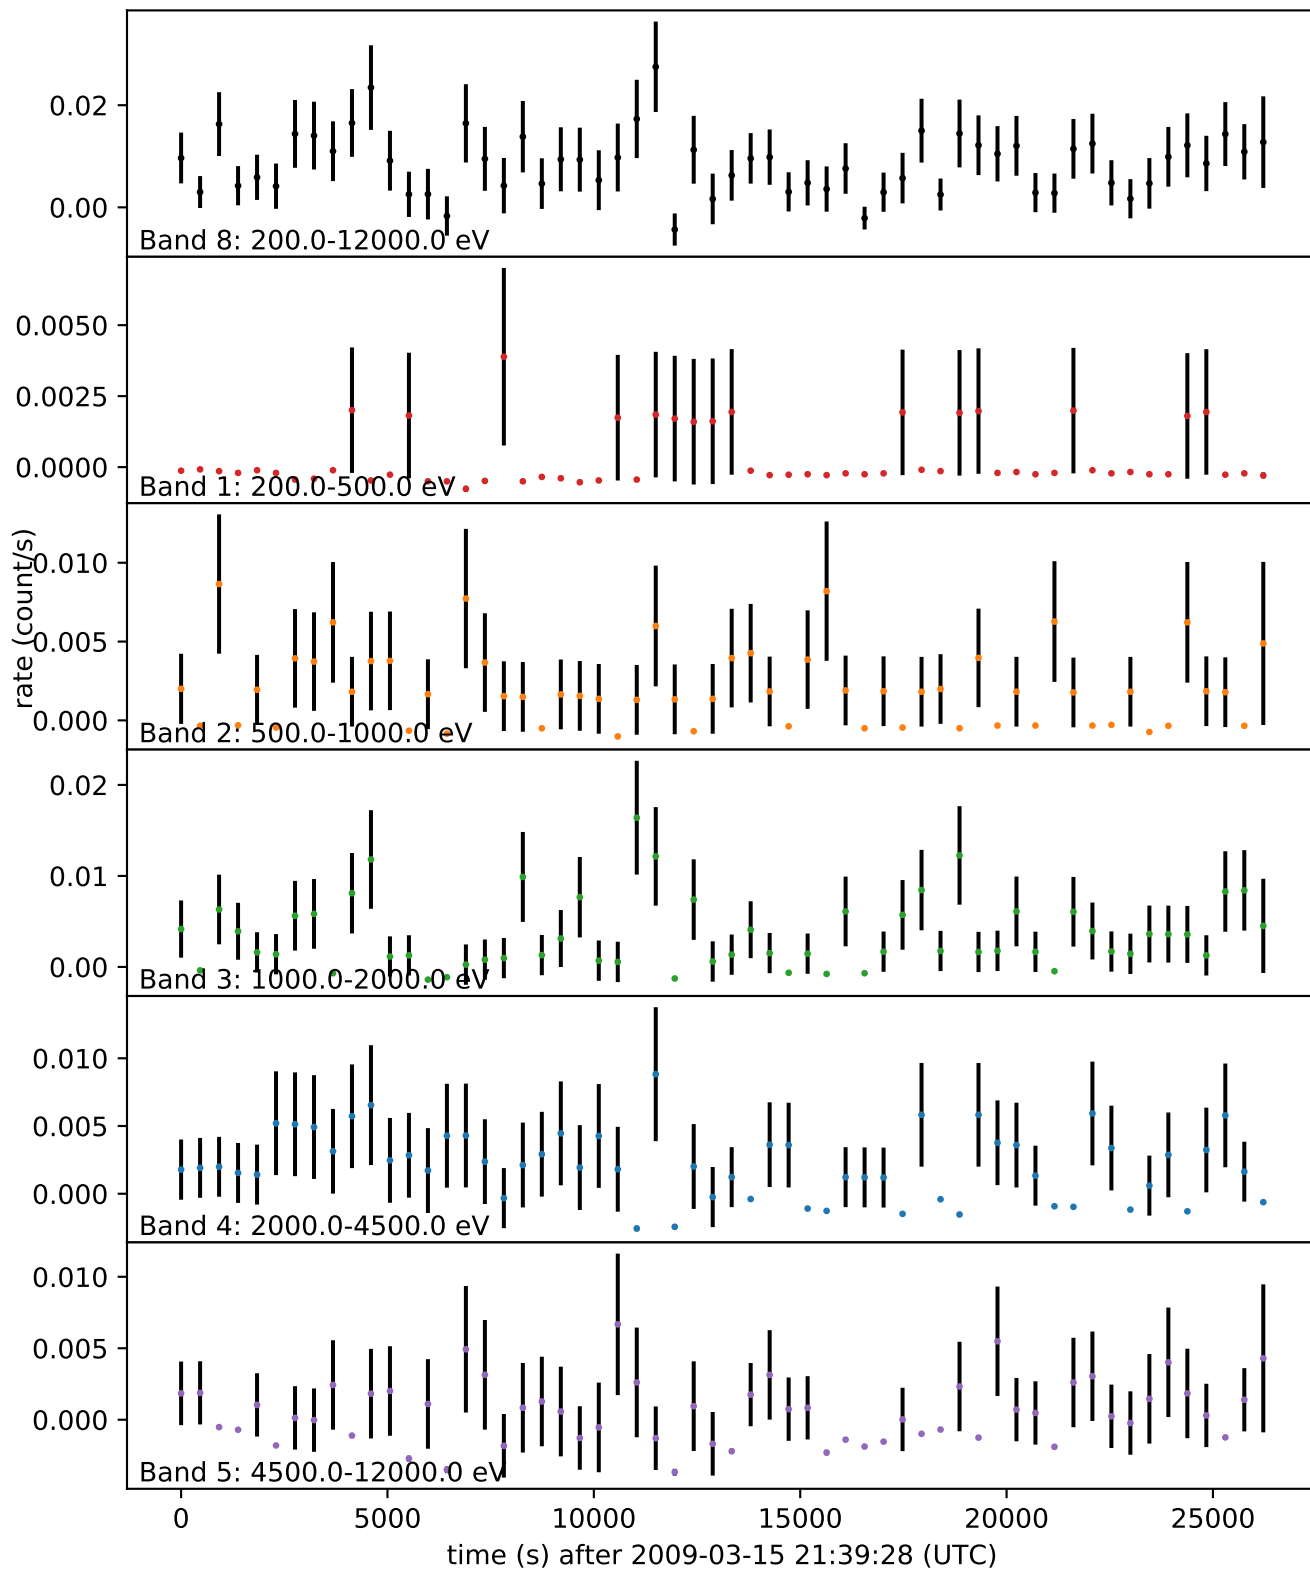 0.02
0.00
Band 8: 200.0-12000.0 eV
0.0050
0.0025
0.0000
Band 1: 200.0-500.0 eV
rate (count/s)
0.010
0.005
0.000
Band 2: 500.0-1000.0 eV
0.02
0.01
0.00
Band 3: 1000.0-2000.0 eV
0.010
0.005
0.000
Band 4: 2000.0-4500.0 eV
0.010
0.005
0.000
Band 5: 4500.0-12000.0 eV
0 5000 10000 15000 20000 25000
time (s) after 2009-03-15 21:39:28 (UTC)